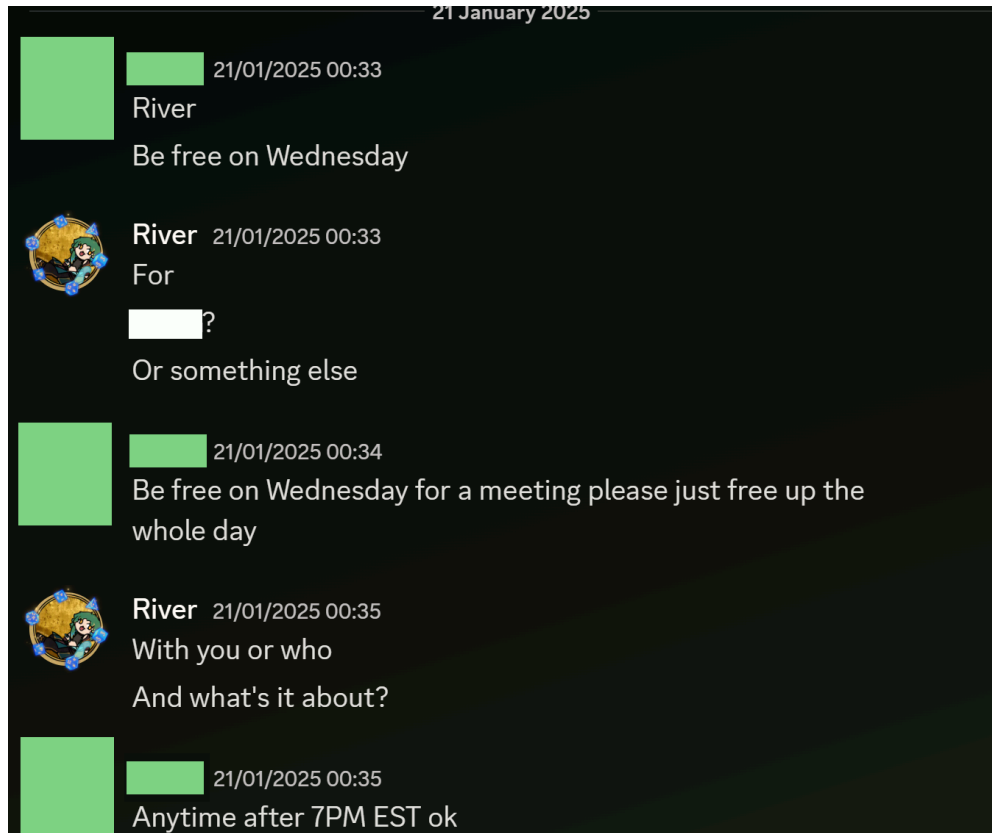 21 January 2025
21/01/2025 00:33
River
Be free on Wednesday
River 21/01/2025 00:33
For
?
Or something else
21/01/2025 00:34
Be free on Wednesday for a meeting please just free up the
whole day
River 21/01/2025 00:35
With you or who
And what's it about?
21/01/2025 00:35
Anytime after 7PM EST ok